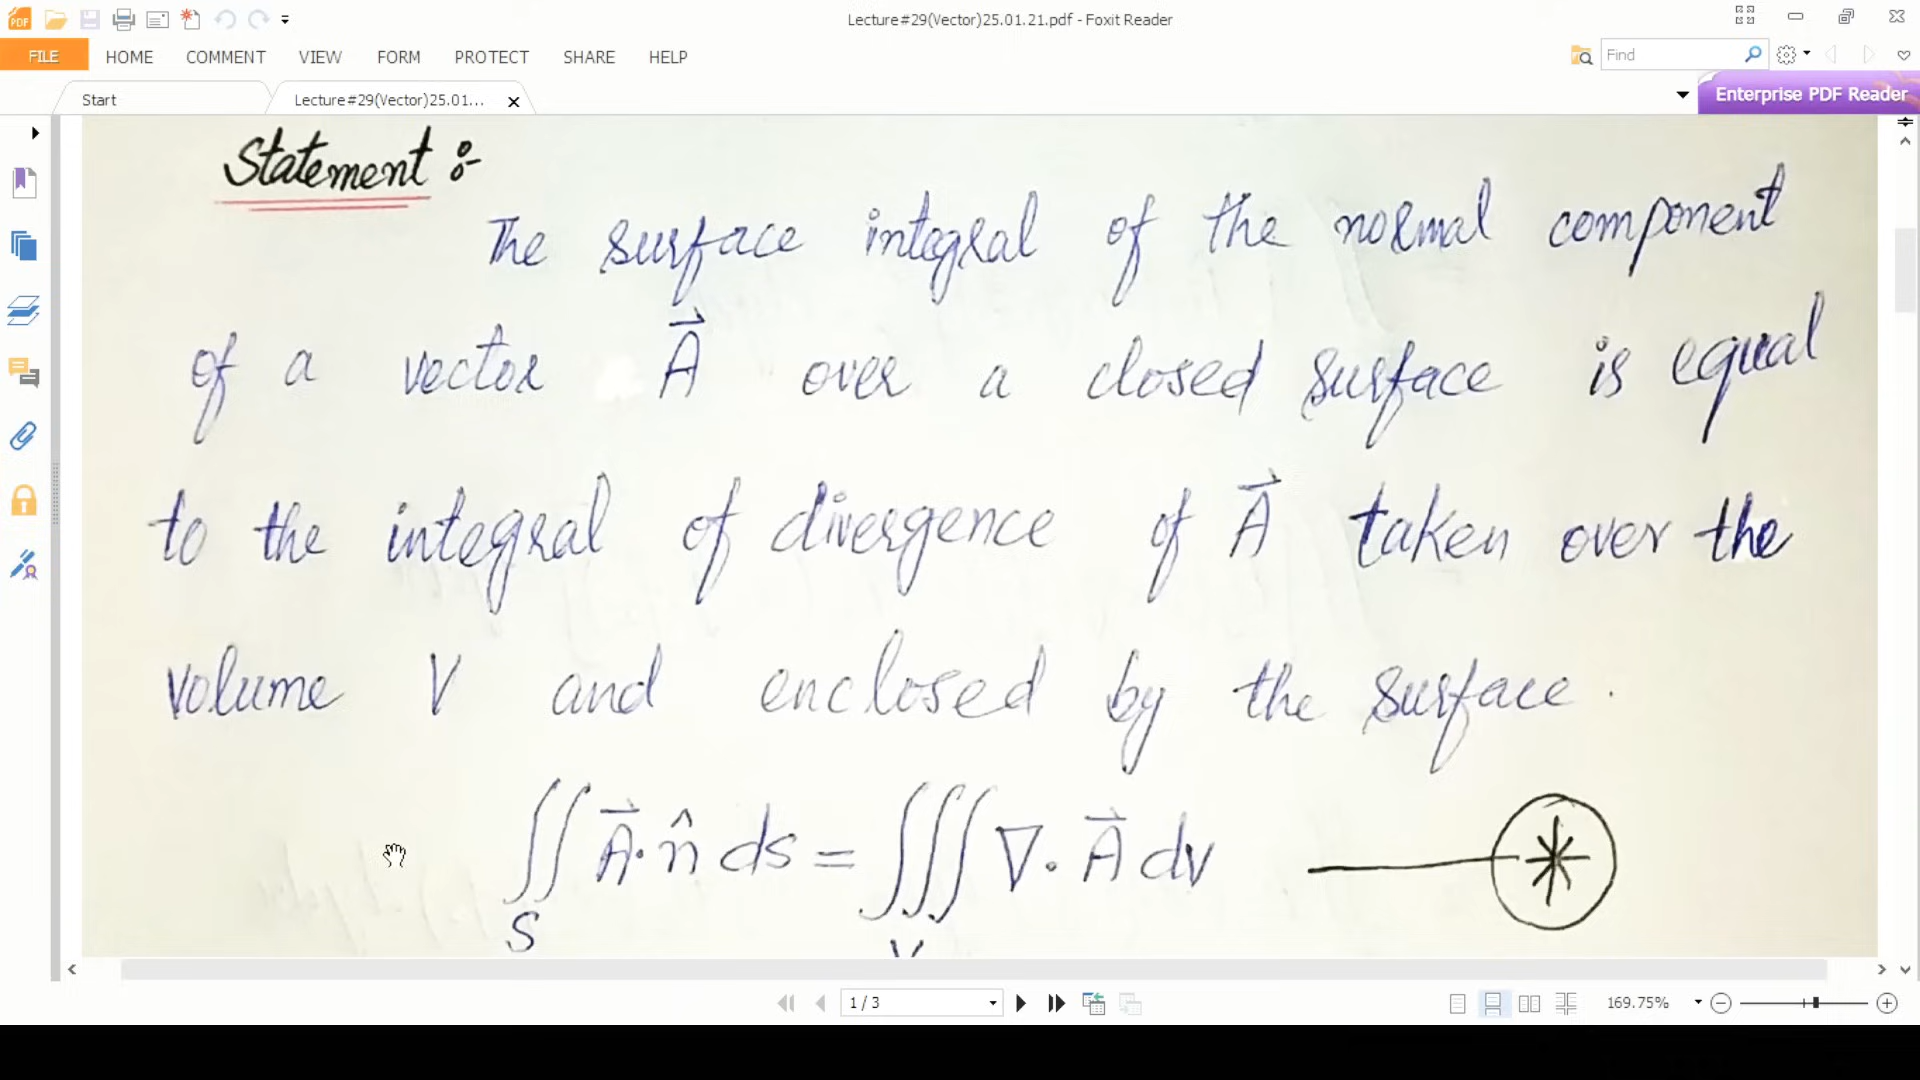 Lecture#29(Vector)25.01.21.pdf - Foxit Reader
FILE HOME COMMENT VIEW FORM PROTECT SHARE HELP
Find
Start Lecture#29(Vector)25.01...
Enterprise PDF Reader
Statement :-
The surface integral of the normal component
of a vector A⃗ over a closed surface is equal
to the integral of divergence of A⃗ taken over the
volume V and enclosed by the surface .
∬ A⃗·n̂ ds = ∭ ∇·A⃗ dv —— *
S V
1 / 3
169.75%